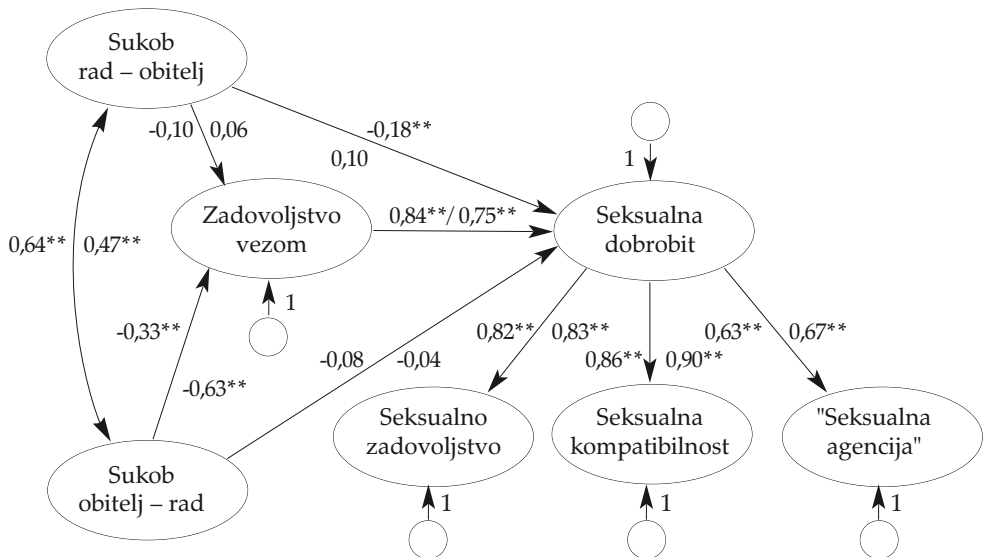 Sukob
rad – obitelj
-0,10 0,06
-0,18**
0,10
1
Zadovoljstvo
vezom
0,84**/ 0,75**
Seksualna
dobrobit
0,64** 0,47**
1
-0,33**
-0,63**
-0,08 -0,04
0,82** 0,83**
0,86** 0,90**
0,63** 0,67**
Sukob
obitelj – rad
Seksualno
zadovoljstvo
Seksualna
kompatibilnost
"Seksualna
agencija"
1
1
1